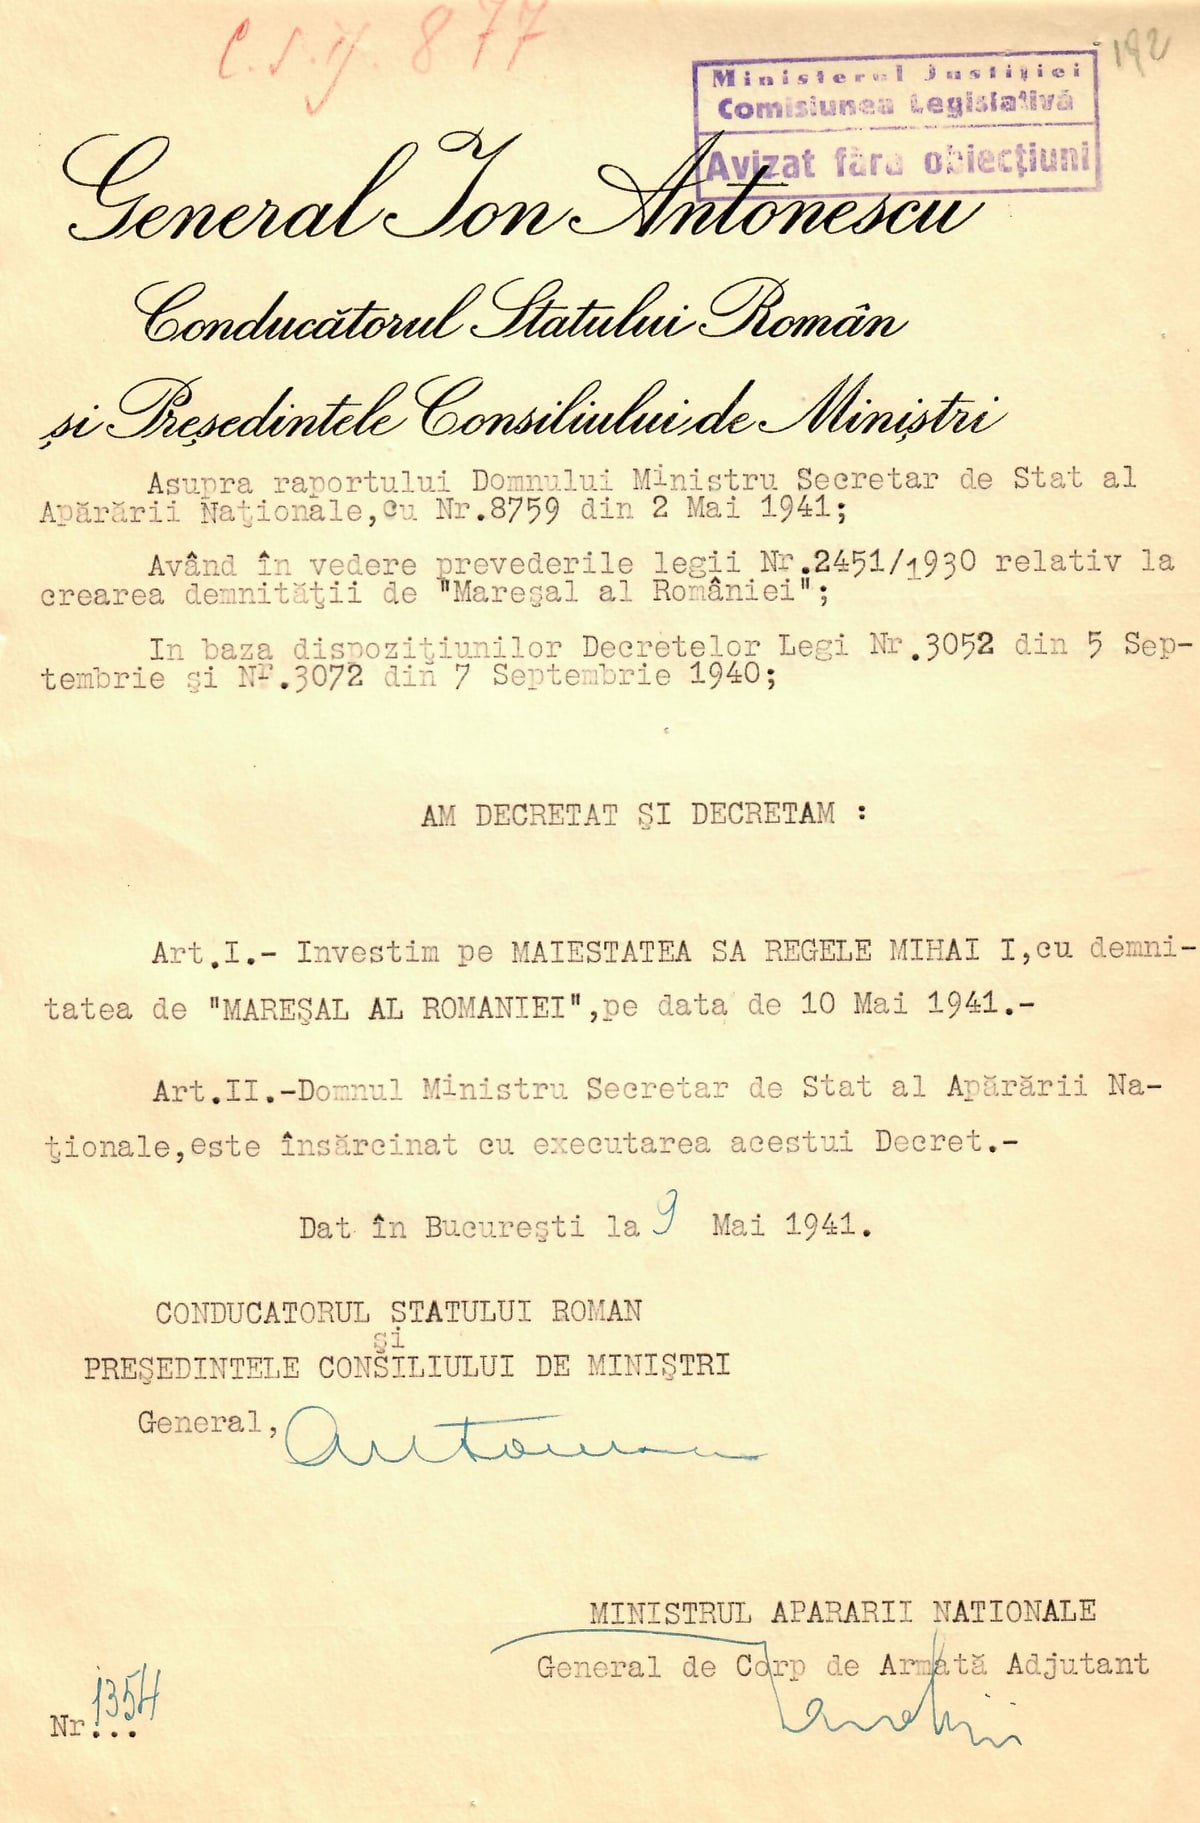 C.S.ij. 877
192
Ministerul Justiției
Comisiunea Legislativă
Avizat fără obiecțiuni
General Ion Antonescu
Conducătorul Statului Român
și Președintele Consiliului de Miniștri
Asupra raportului Domnului Ministru Secretar de Stat al
Apărării Naţionale,cu Nr.8759 din 2 Mai 1941;
Având în vedere prevederile legii Nr.2451/1930 relativ la
crearea demnităţii de "Mareşal al României";
In baza dispoziţiunilor Decretelor Legi Nr.3052 din 5 Sep-
tembrie şi Nr.3072 din 7 Septembrie 1940;
AM DECRETAT ŞI DECRETAM :
Art.I.- Investim pe MAIESTATEA SA REGELE MIHAI I,cu demni-
tatea de "MAREŞAL AL ROMANIEI",pe data de 10 Mai 1941.-
Art.II.-Domnul Ministru Secretar de Stat al Apărării Na-
ţionale,este însărcinat cu executarea acestui Decret.-
Dat în Bucureşti la 9 Mai 1941.
CONDUCATORUL STATULUI ROMAN
şi
PREŞEDINTELE CONSILIULUI DE MINIŞTRI
General, Antonescu
MINISTRUL APARARII NATIONALE
General de Corp de Armată Adjutant
Nr... 1354